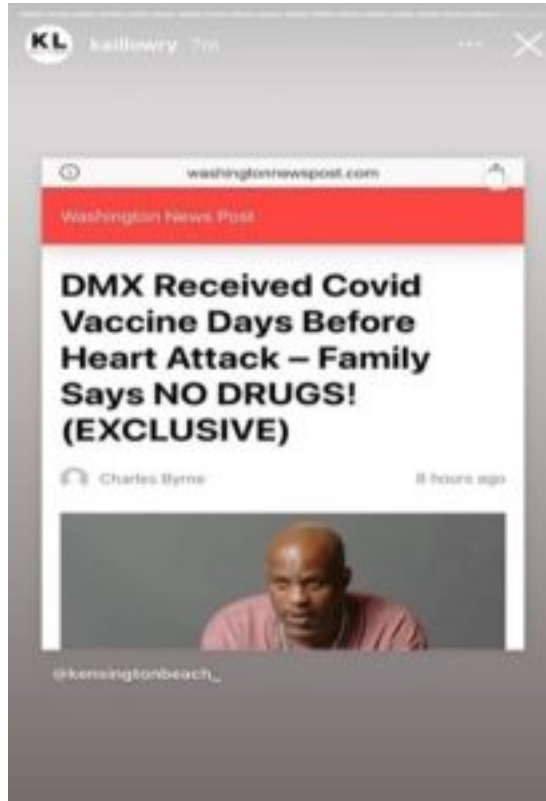 KL kaillowry 7m
washingtonnewspost.com
Washington News Post
DMX Received Covid
Vaccine Days Before
Heart Attack – Family
Says NO DRUGS!
(EXCLUSIVE)
Charles Byrne 8 hours ago
@kensingtonbeach_